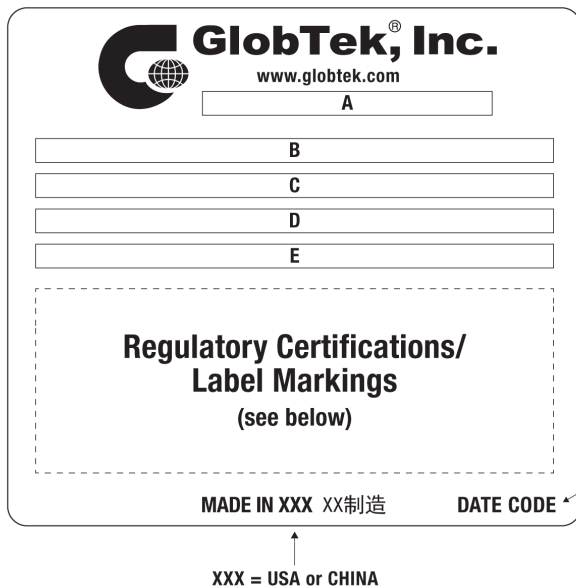 GlobTek,® Inc.
www.globtek.com
A
B
C
D
E
Regulatory Certifications/
Label Markings
(see below)
MADE IN XXX XX制造 DATE CODE
XXX = USA or CHINA